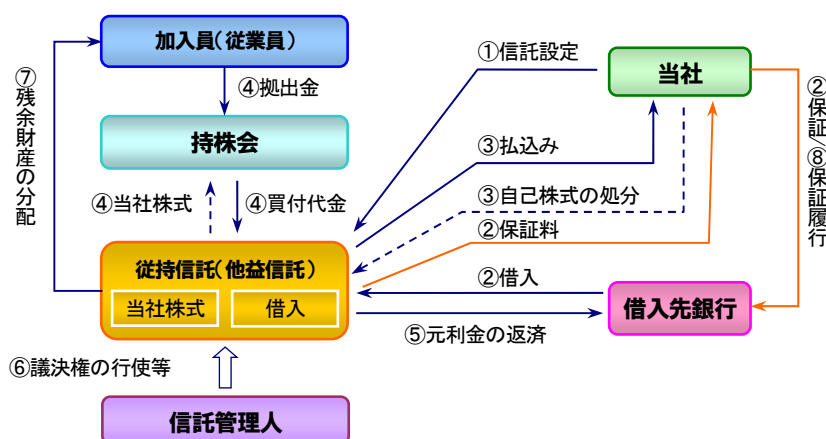 加入員(従業員)
①信託設定
当社
④拠出金
⑦残余財産の分配
②保証/⑧保証履行
持株会
③払込み
④当社株式
④買付代金
③自己株式の処分
②保証料
従持信託(他益信託)
当社株式
借入
②借入
借入先銀行
⑤元利金の返済
⑥議決権の行使等
信託管理人